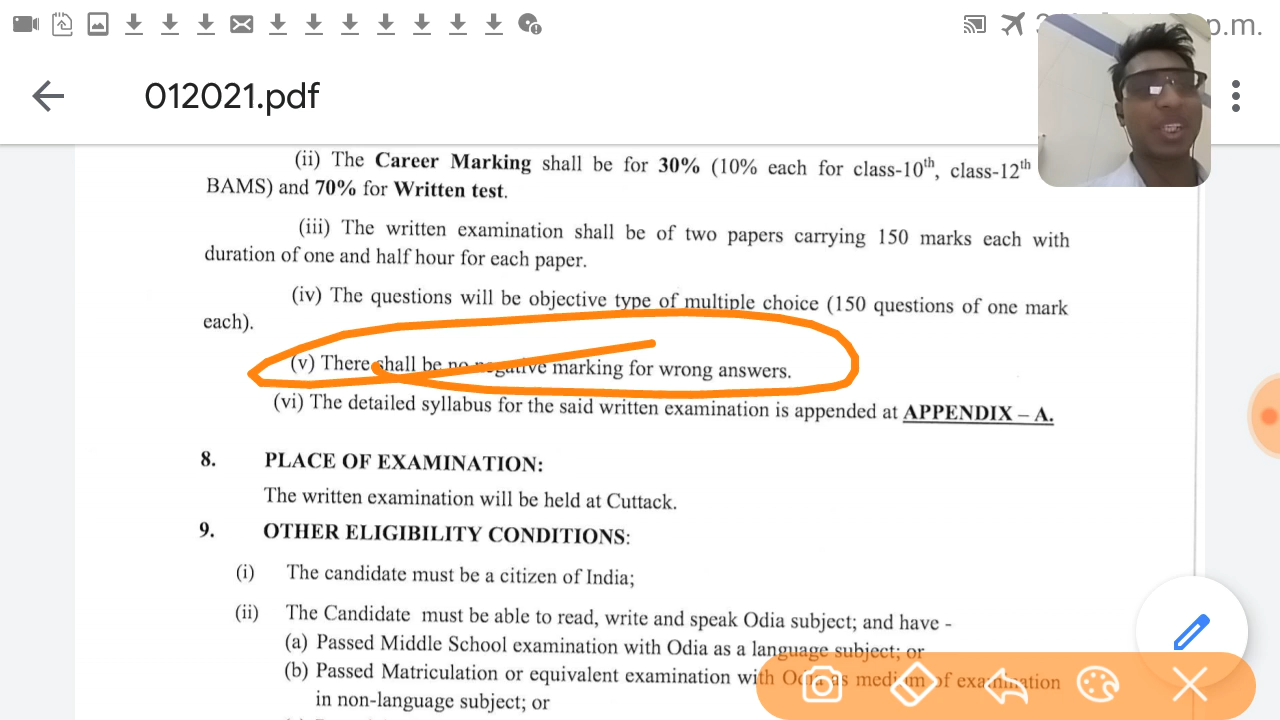 p.m.
012021.pdf
(ii) The Career Marking shall be for 30% (10% each for class-10th, class-12th
BAMS) and 70% for Written test.
(iii) The written examination shall be of two papers carrying 150 marks each with
duration of one and half hour for each paper.
(iv) The questions will be objective type of multiple choice (150 questions of one mark
each).
(v) There shall be no negative marking for wrong answers.
(vi) The detailed syllabus for the said written examination is appended at APPENDIX – A.
8. PLACE OF EXAMINATION:
The written examination will be held at Cuttack.
9. OTHER ELIGIBILITY CONDITIONS:
(i) The candidate must be a citizen of India;
(ii) The Candidate must be able to read, write and speak Odia subject; and have -
(a) Passed Middle School examination with Odia as a language subject; or
(b) Passed Matriculation or equivalent examination with Odia as medium of examination
in non-language subject; or